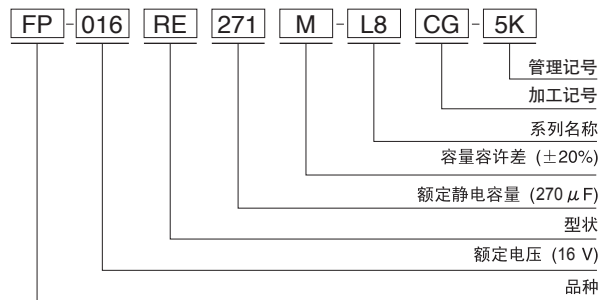 FP-016 RE 271 M-L8 CG-5K
管理记号
加工记号
系列名称
容量容许差 (±20%)
额定静电容量 (270 μF)
型状
额定电压 (16 V)
品种